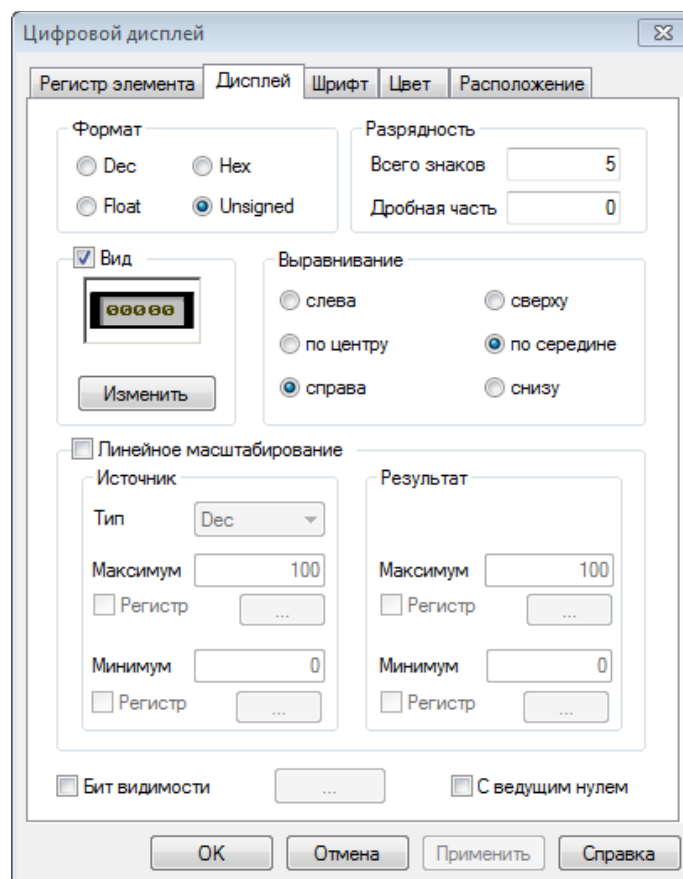 Цифровой дисплей
Регистр элемента Дисплей Шрифт Цвет Расположение
Формат
Dec Hex
Float Unsigned
Разрядность
Всего знаков 5
Дробная часть 0
Вид
00000
Изменить
Выравнивание
слева сверху
по центру по середине
справа снизу
Линейное масштабирование
Источник
Тип Dec
Максимум 100
Регистр ...
Минимум 0
Регистр ...
Результат
Максимум 100
Регистр ...
Минимум 0
Регистр ...
Бит видимости ... С ведущим нулем
OK Отмена Применить Справка